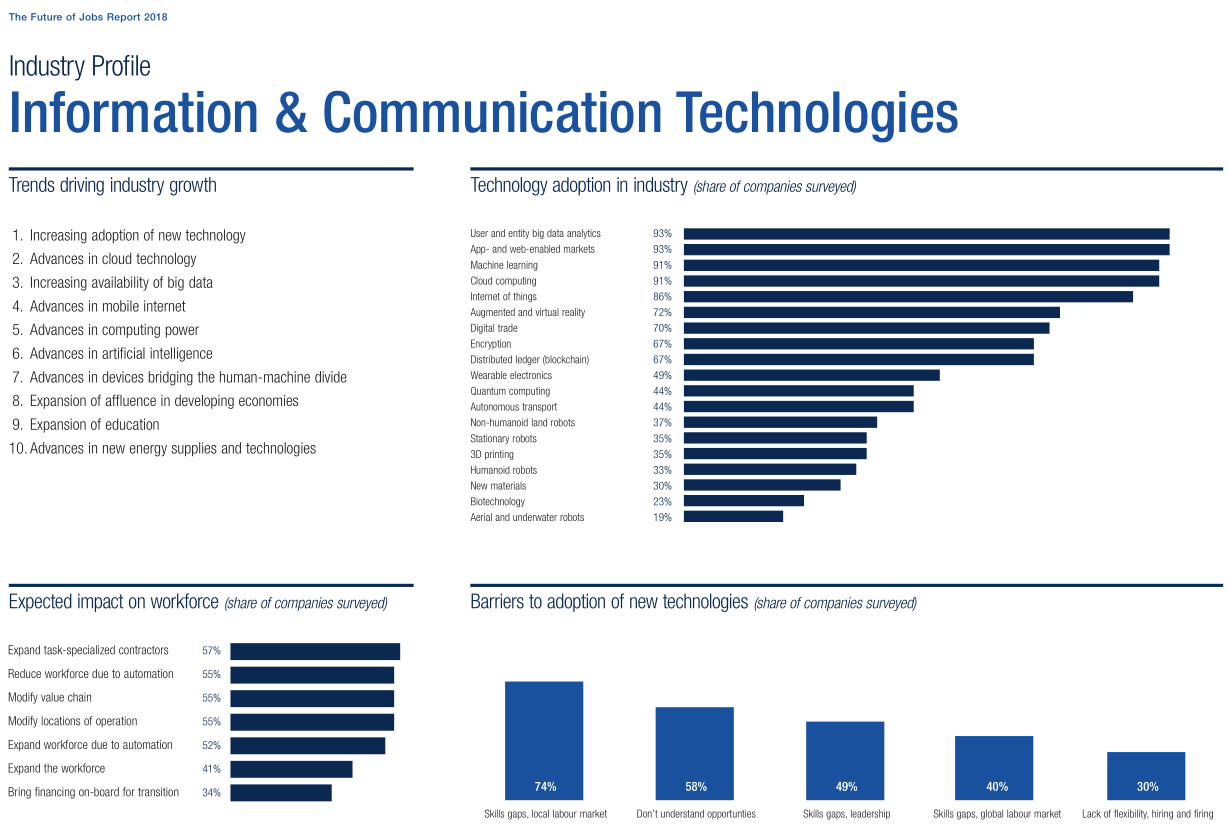 The Future of Jobs Report 2018
Industry Profile
Information & Communication Technologies
Trends driving industry growth
1. Increasing adoption of new technology
2. Advances in cloud technology
3. Increasing availability of big data
4. Advances in mobile internet
5. Advances in computing power
6. Advances in artificial intelligence
7. Advances in devices bridging the human-machine divide
8. Expansion of affluence in developing economies
9. Expansion of education
10. Advances in new energy supplies and technologies
Technology adoption in industry (share of companies surveyed)
User and entity big data analytics 93%
App- and web-enabled markets 93%
Machine learning 91%
Cloud computing 91%
Internet of things 86%
Augmented and virtual reality 72%
Digital trade 70%
Encryption 67%
Distributed ledger (blockchain) 67%
Wearable electronics 49%
Quantum computing 44%
Autonomous transport 44%
Non-humanoid land robots 37%
Stationary robots 35%
3D printing 35%
Humanoid robots 33%
New materials 30%
Biotechnology 23%
Aerial and underwater robots 19%
Expected impact on workforce (share of companies surveyed)
Expand task-specialized contractors 57%
Reduce workforce due to automation 55%
Modify value chain 55%
Modify locations of operation 55%
Expand workforce due to automation 52%
Expand the workforce 41%
Bring financing on-board for transition 34%
Barriers to adoption of new technologies (share of companies surveyed)
74% 58% 49% 40% 30%
Skills gaps, local labour market Don't understand opportunties Skills gaps, leadership Skills gaps, global labour market Lack of flexibility, hiring and firing